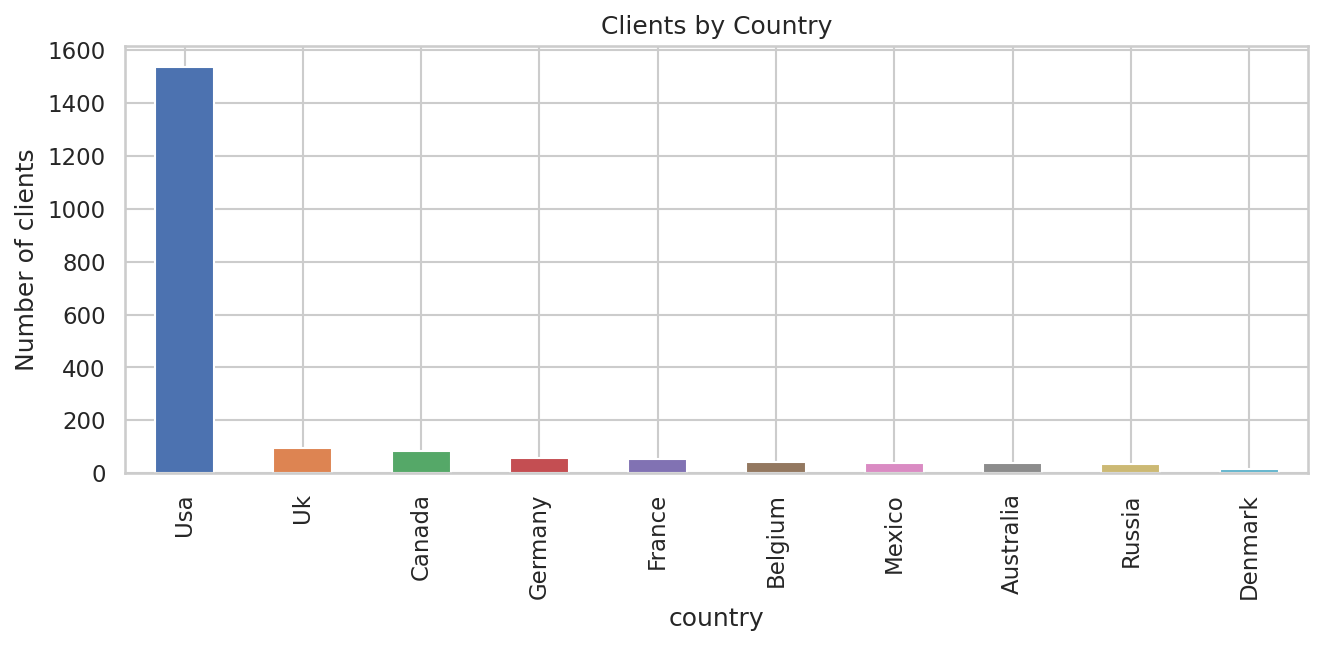 Clients by Country
Number of clients
1600
1400
1200
1000
800
600
400
200
0
Usa
Uk
Canada
Germany
France
Belgium
Mexico
Australia
Russia
Denmark
country